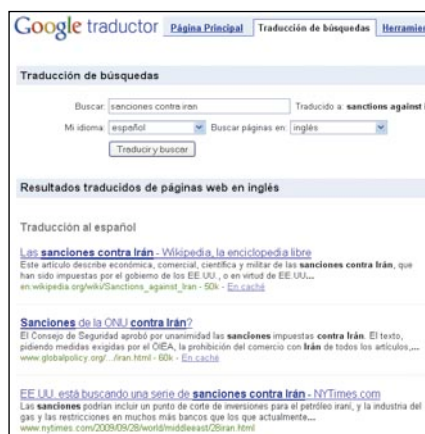 Google traductor Página Principal Traducción de búsquedas Herramien
Traducción de búsquedas
Buscar: sanciones contra iran Traducido a: sanctions against i
Mi idioma: español Buscar páginas en: inglés
Traducir y buscar
Resultados traducidos de páginas web en inglés
Traducción al español
Las sanciones contra Irán - Wikipedia, la enciclopedia libre
Este artículo describe económica, comercial, científica y militar de las sanciones contra Irán, que
han sido impuestas por el gobierno de los EE.UU., o en virtud de EE.UU...
en.wikipedia.org/wiki/Sanctions_against_Iran - 50k - En caché
Sanciones de la ONU contra Irán?
El Consejo de Seguridad aprobó por unanimidad las sanciones impuestas contra Irán. El texto,
pidiendo medidas exigidas por el OIEA, la prohibición del comercio con Irán de todos los artículos,...
www.globalpolicy.org/.../iran.html - 60k - En caché
EE.UU. está buscando una serie de sanciones contra Irán - NYTimes.com
Las sanciones podrían incluir un punto de corte de inversiones para el petróleo iraní, y la industria del
gas y las restricciones en muchos más bancos que los que actualmente...
www.nytimes.com/2009/09/28/world/middleeast/28iran.html